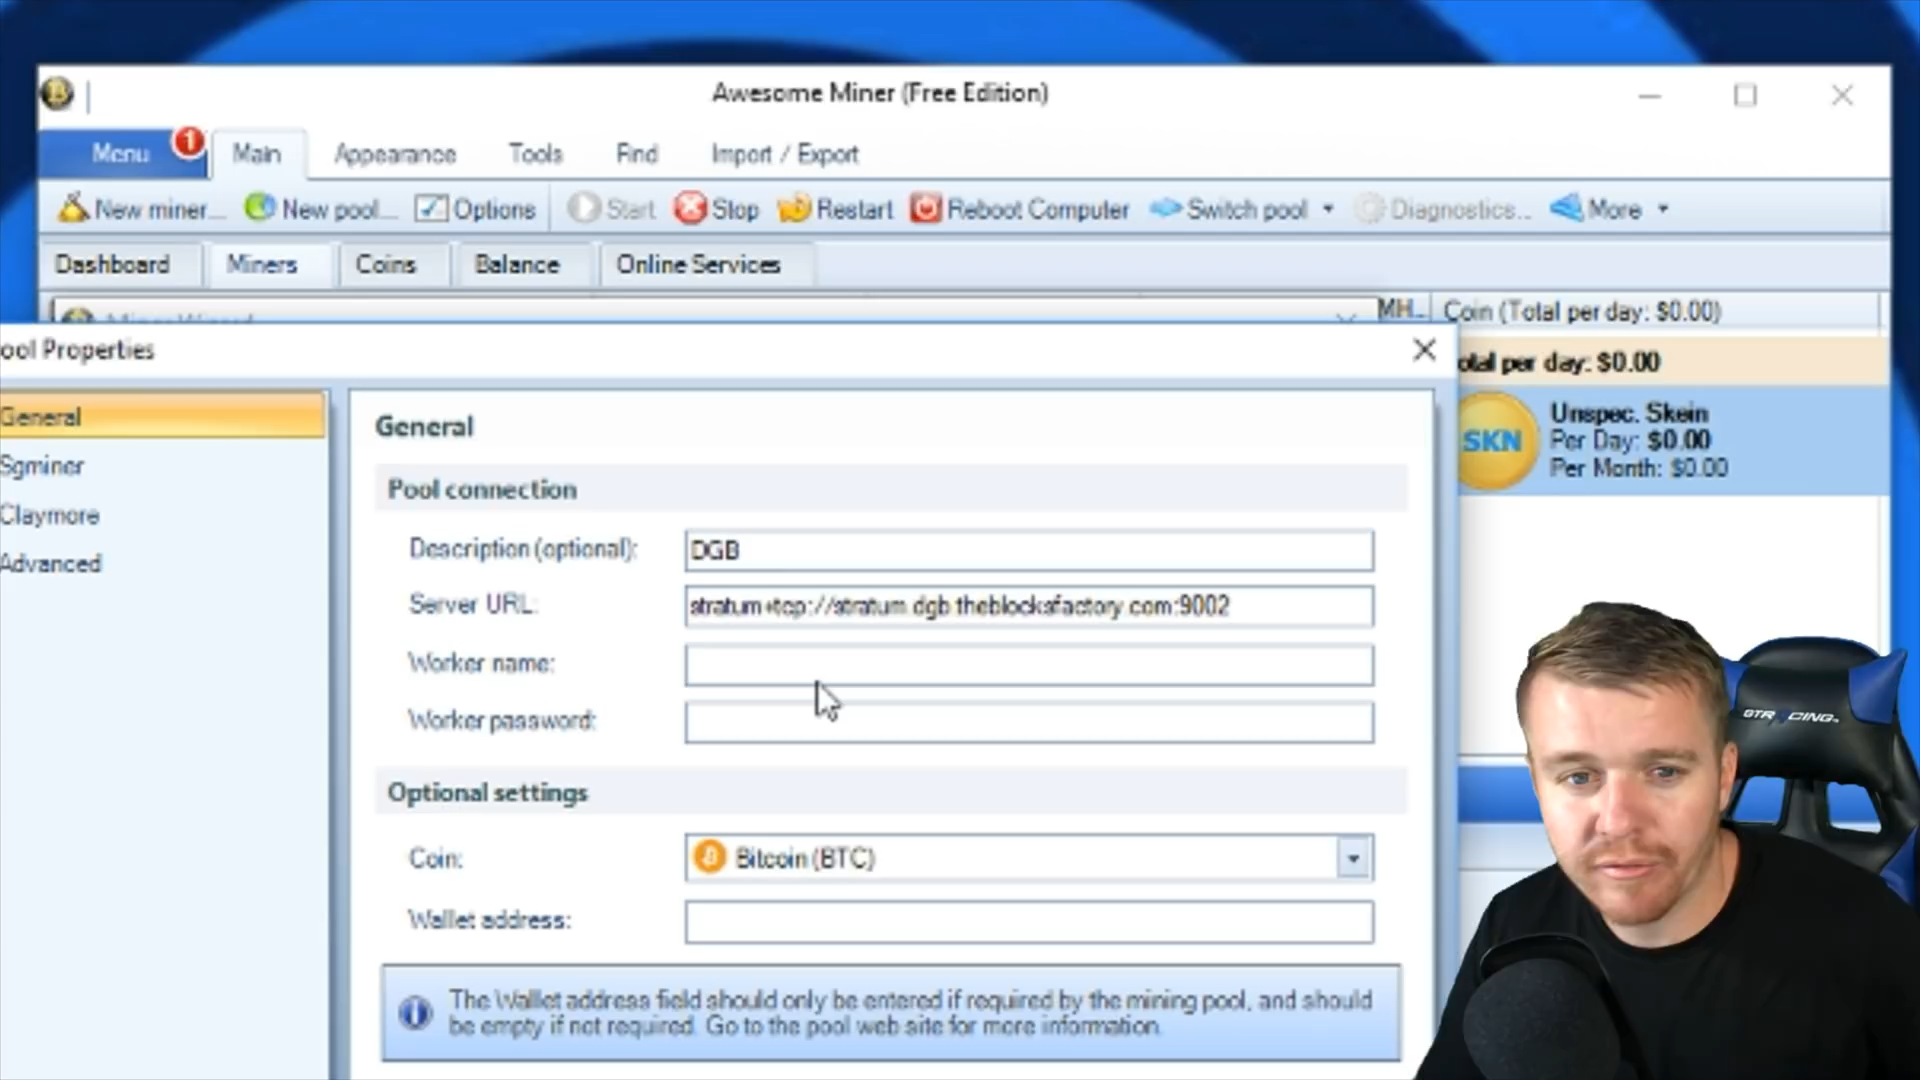 Awesome Miner (Free Edition)
Menu 1 Main Appearance Tools Find Import / Export
New miner... New pool... Options Start Stop Restart Reboot Computer Switch pool Diagnostics... More
Dashboard Miners Coins Balance Online Services
Miner Wizard MH... Coin (Total per day: $0.00)
ool Properties
otal per day: $0.00
General
Sgminer
Claymore
Advanced
General
Pool connection
Description (optional): DGB
Server URL: stratum+tcp://stratum.dgb.theblocksfactory.com:9002
Worker name:
Worker password:
Optional settings
Coin: Bitcoin (BTC)
Wallet address:
The Wallet address field should only be entered if required by the mining pool, and should
be empty if not required. Go to the pool web site for more information.
SKN
Unspec. Skein
Per Day: $0.00
Per Month: $0.00
GTRACING